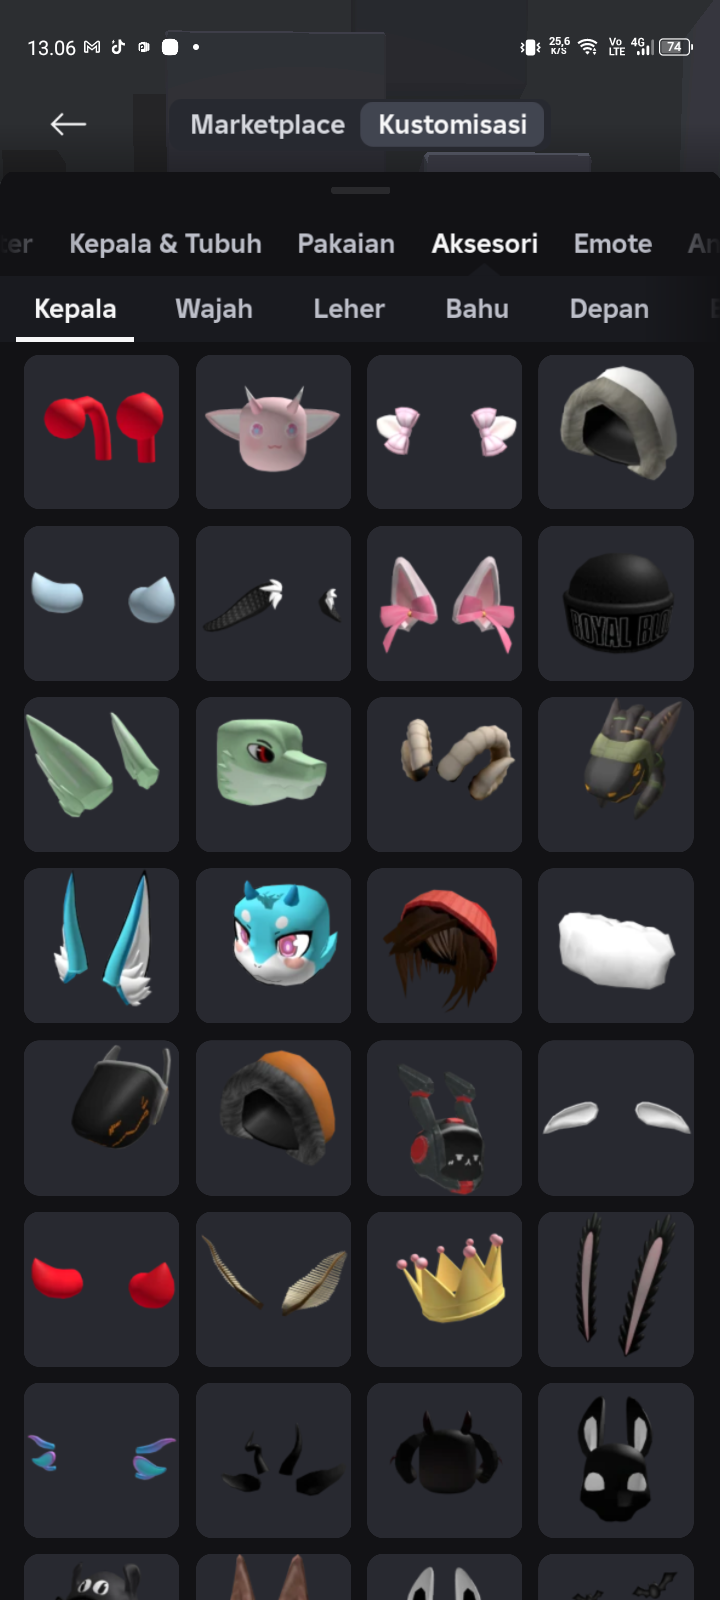 13.06 25,6 K/S Vo LTE 4G 74
Marketplace Kustomisasi
Kepala & Tubuh Pakaian Aksesori Emote
Kepala Wajah Leher Bahu Depan
ROYAL BLO